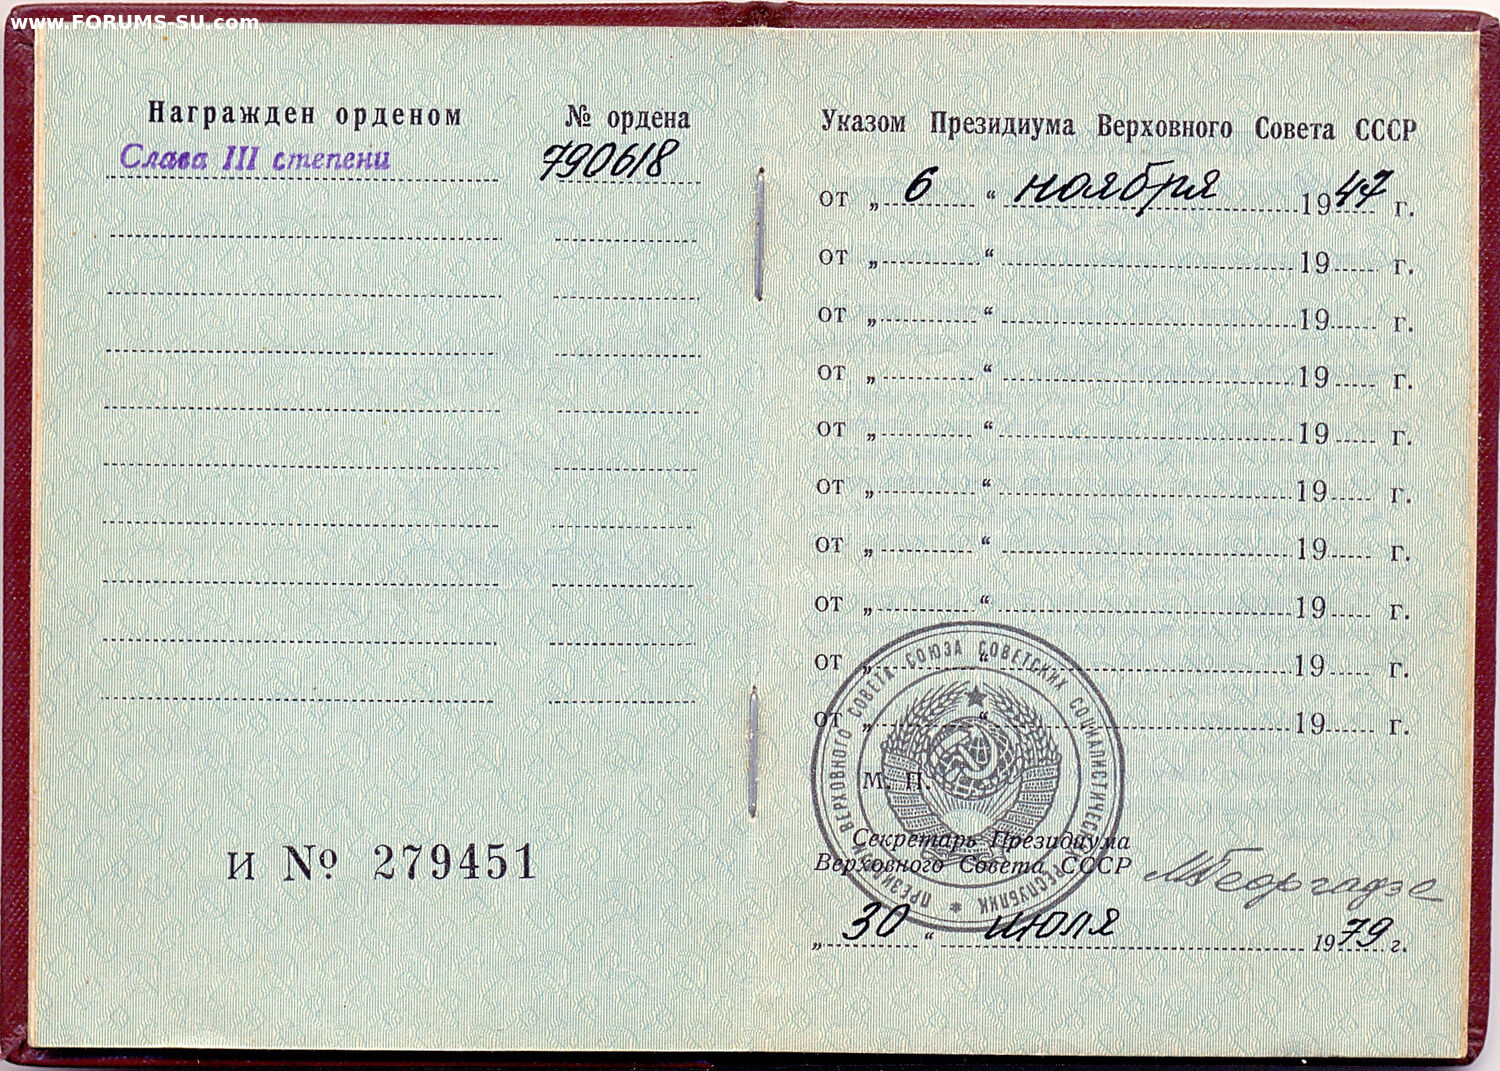 www.FORUMS-SU.com
Награжден орденом № ордена
Слава III степени 790618
И № 279451
Указом Президиума Верховного Совета СССР
от „ 6 “ ноября 1947 г.
от „ “ 19 г.
от „ “ 19 г.
от „ “ 19 г.
от „ “ 19 г.
от „ “ 19 г.
от „ “ 19 г.
от „ “ 19 г.
от „ “ 19 г.
от „ “ 19 г.
М. П.
ПРЕЗИДИУМ ВЕРХОВНОГО СОВЕТА СОЮЗА СОВЕТСКИХ СОЦИАЛИСТИЧЕСКИХ РЕСПУБЛИК
Секретарь Президиума
Верховного Совета СССР МГеоргадзе
„ 30 “ июля 1979 г.